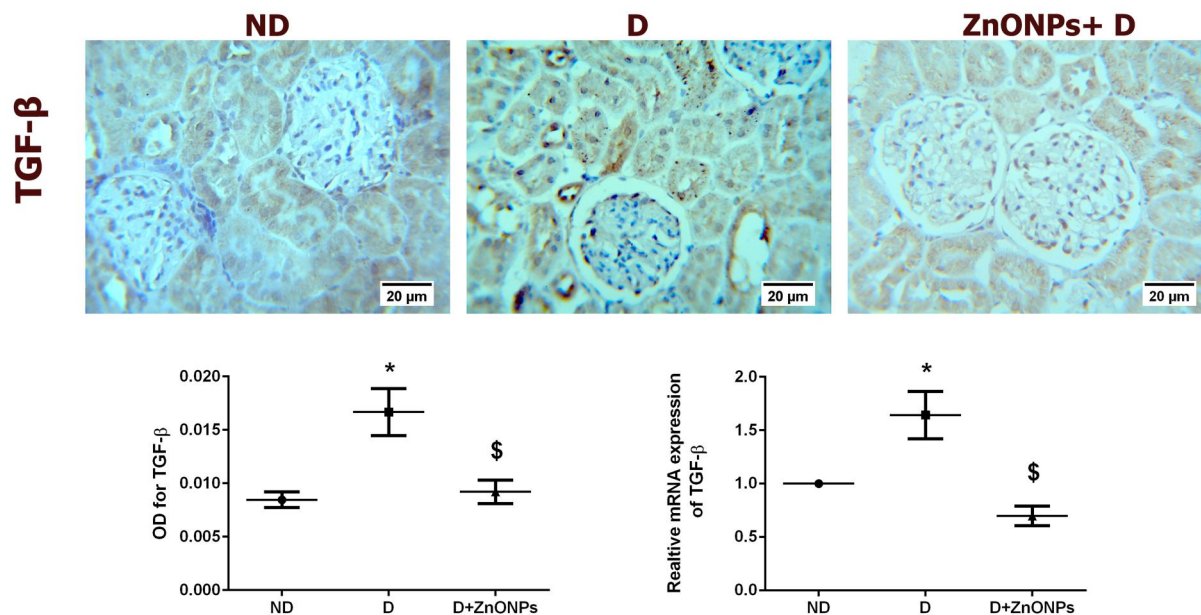 ND
D
ZnONPs+ D
TGF-β
20 µm
20 µm
20 µm
OD for TGF-β
0.020
0.015
0.010
0.005
0.000
*
$
ND
D
D+ZnONPs
Realtive mRNA expression
of TGF-β
2.0
1.5
1.0
0.5
0.0
*
$
ND
D
D+ZnONPs